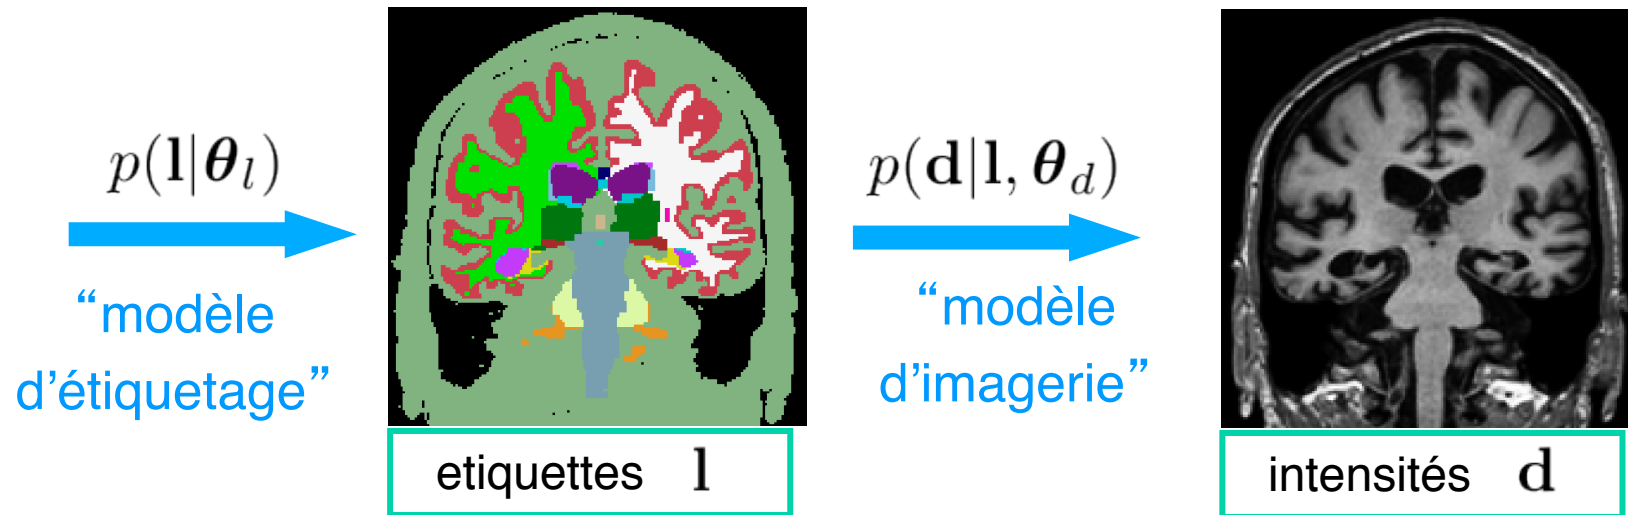 p(l|θ_l)
“modèle
d’étiquetage”
etiquettes l
p(d|l, θ_d)
“modèle
d’imagerie”
intensités d